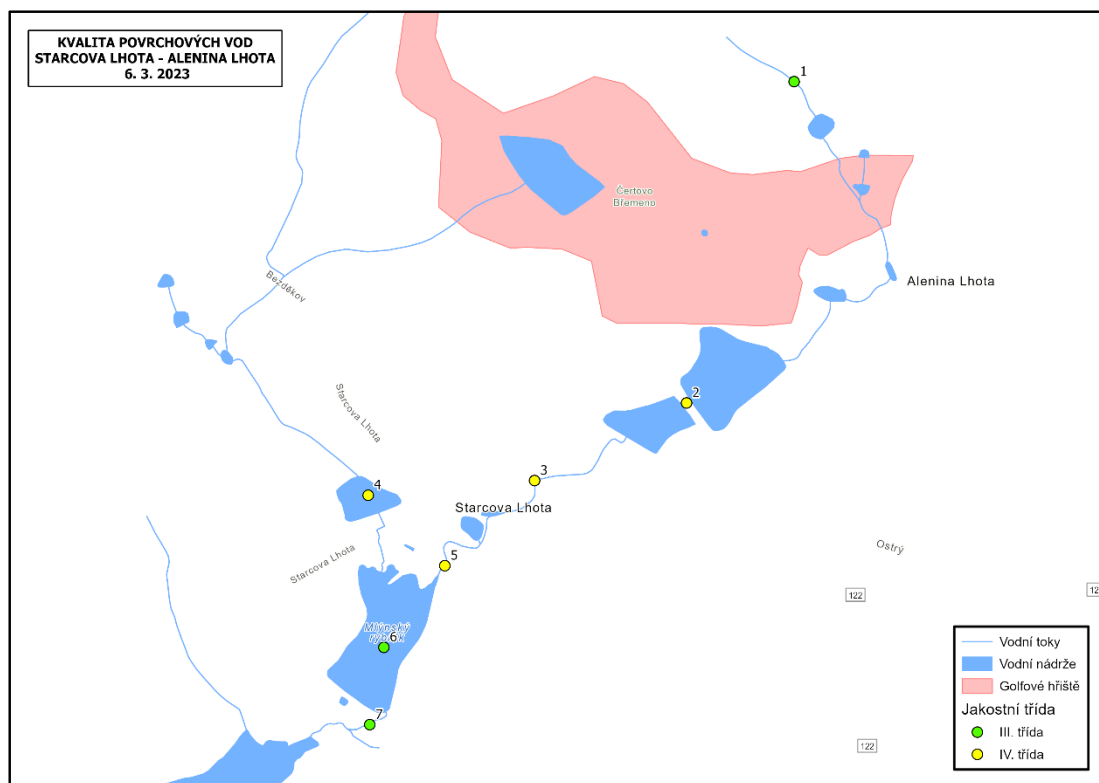 KVALITA POVRCHOVÝCH VOD
STARCOVA LHOTA - ALENINA LHOTA
6. 3. 2023
1
Čertovo
Břemeno
Alenina Lhota
Bezděkov
2
Starcova Lhota
3
4
Starcova Lhota
Ostrý
Starcova Lhota
5
122
12
Mlýnský
rybník
6
7
122
Vodní toky
Vodní nádrže
Golfové hřiště
Jakostní třída
III. třída
IV. třída